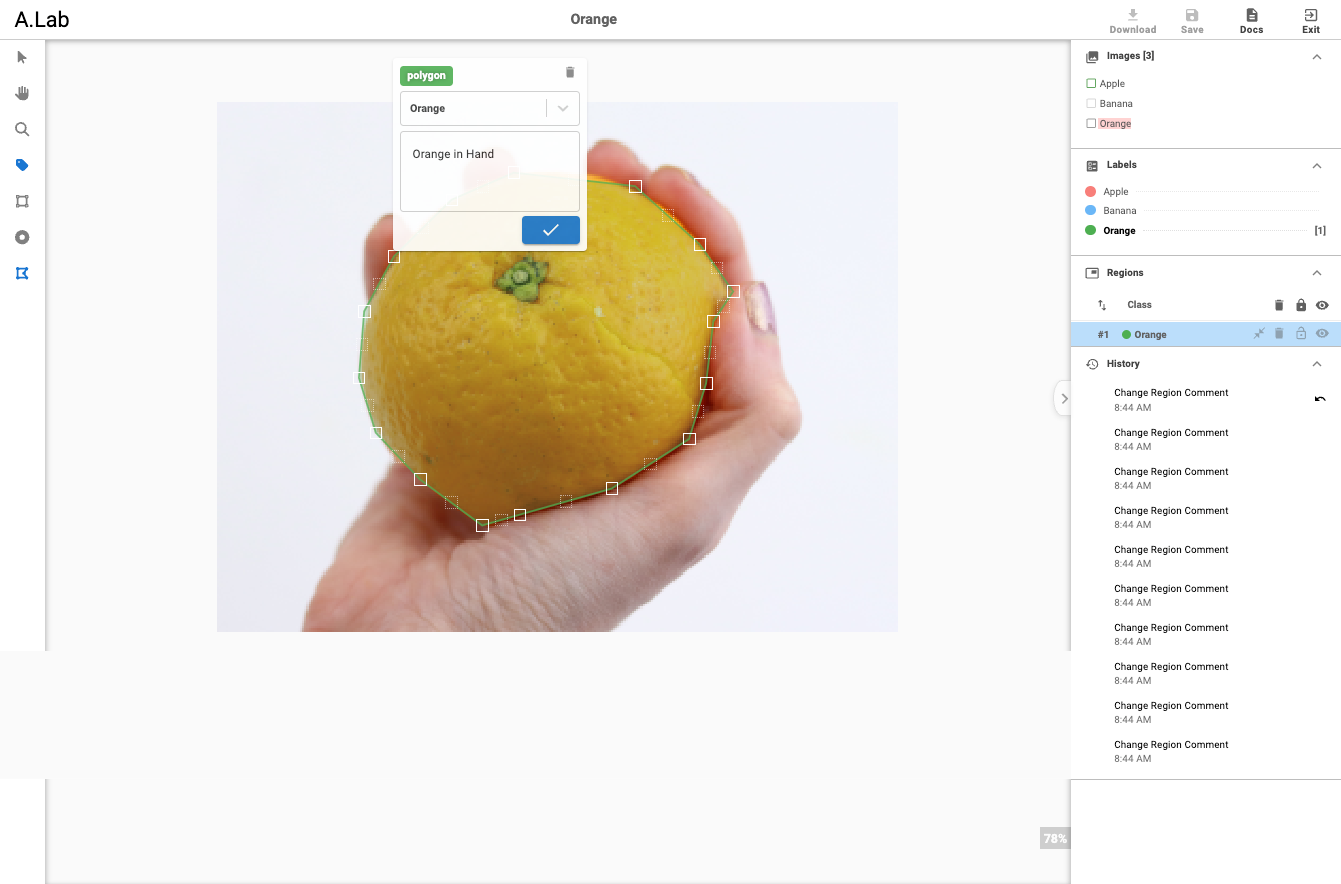 A.Lab
Orange
Download
Save
Docs
Exit
polygon
Orange
Orange in Hand
Images [3]
Apple
Banana
Orange
Labels
Apple
Banana
Orange [1]
Regions
Class
#1 Orange
History
Change Region Comment
8:44 AM
Change Region Comment
8:44 AM
Change Region Comment
8:44 AM
Change Region Comment
8:44 AM
Change Region Comment
8:44 AM
Change Region Comment
8:44 AM
Change Region Comment
8:44 AM
Change Region Comment
8:44 AM
Change Region Comment
8:44 AM
Change Region Comment
8:44 AM
78%